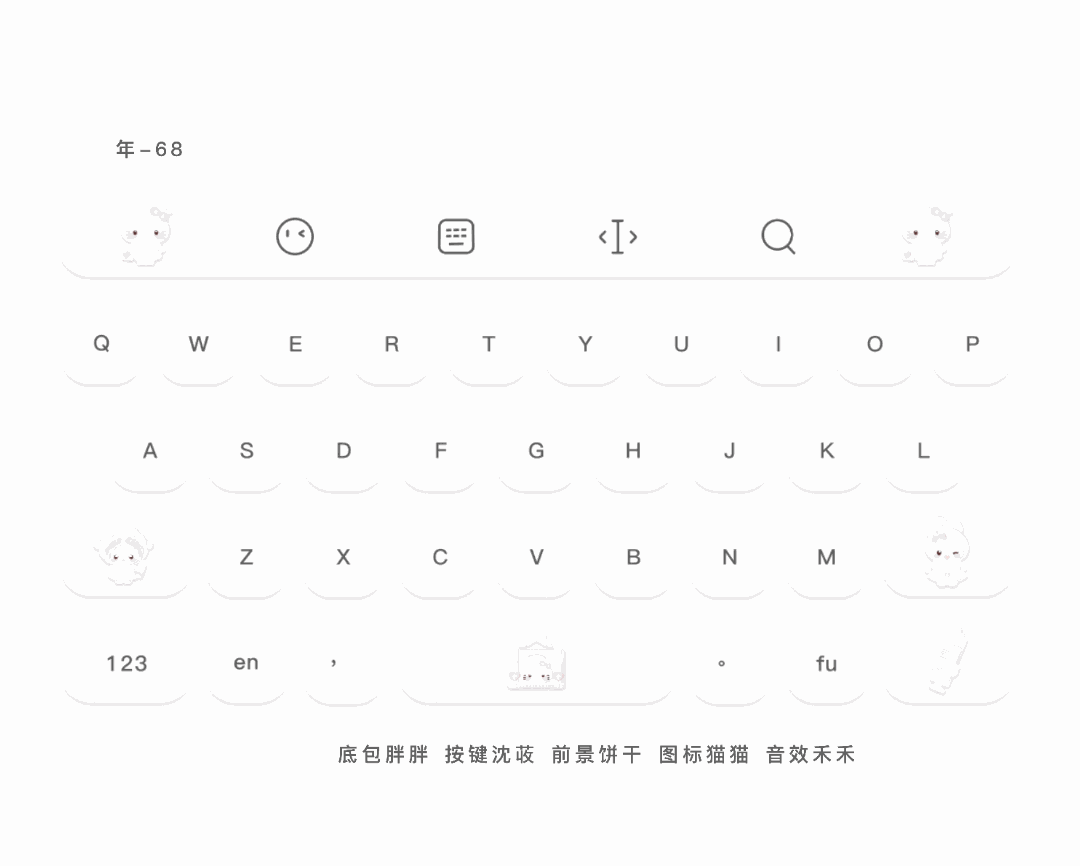 年-68
Q W E R T Y U I O P
A S D F G H J K L
Z X C V B N M
123 en , 。 fu
底包胖胖 按键沈荍 前景饼干 图标猫猫 音效禾禾